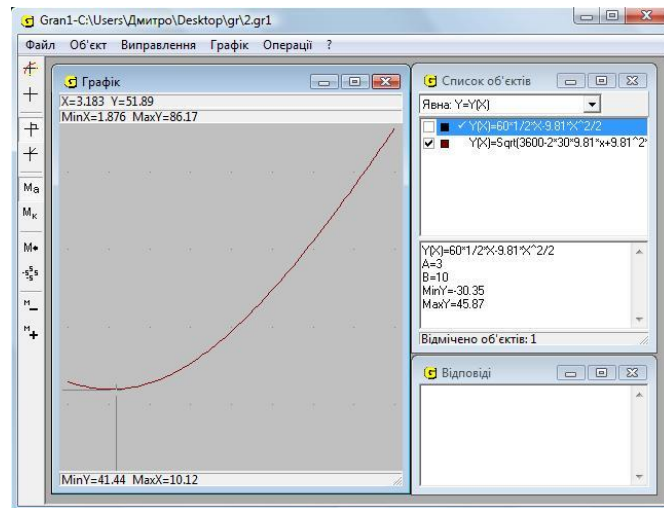 Gran1-C:\Users\Дмитро\Desktop\gr\2.gr1
Файл Об'єкт Виправлення Графік Операції ?
Графік
X=3.183 Y=51.89
MinX=1.876 MaxY=86.17
MinY=41.44 MaxX=10.12
Mа
Mк
M
M
M
Список об'єктів
Явна: Y=Y(X)
Y(X)=60*1/2*X-9.81*X^2/2
Y(X)=Sqrt(3600-2*30*9.81*x+9.81^2*
Y(X)=60*1/2*X-9.81*X^2/2
A=3
B=10
MinY=-30.35
MaxY=45.87
Відмічено об'єктів: 1
Відповіді